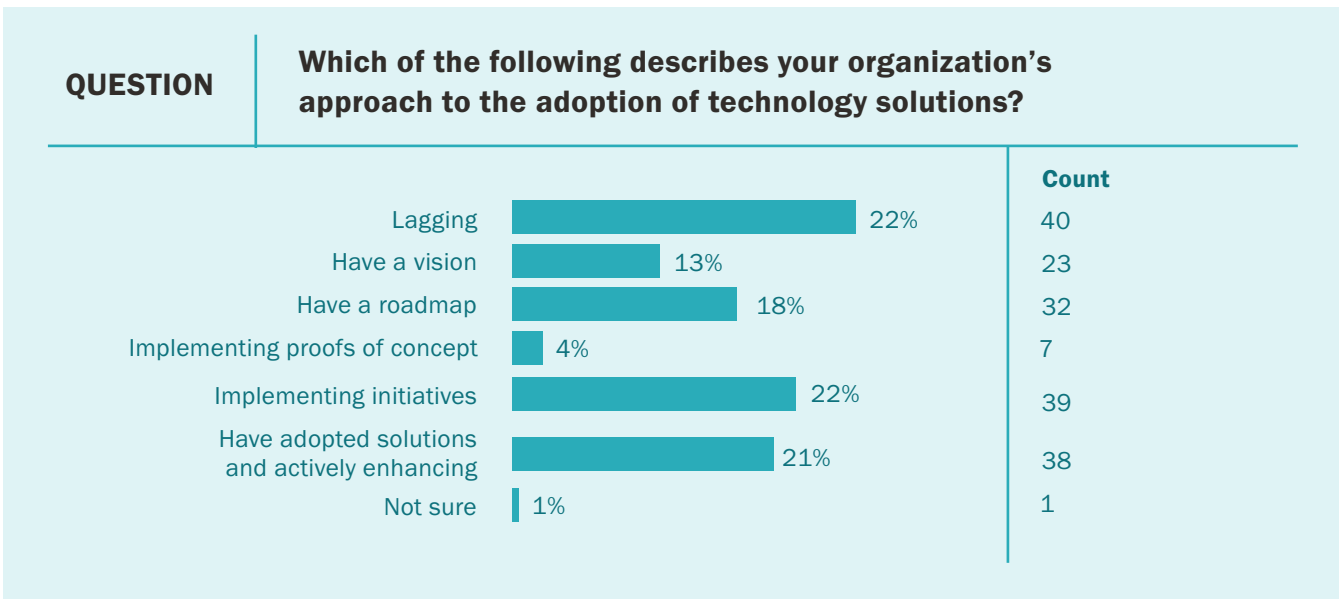 QUESTION
Which of the following describes your organization’s
approach to the adoption of technology solutions?
Count
Lagging 22% 40
Have a vision 13% 23
Have a roadmap 18% 32
Implementing proofs of concept 4% 7
Implementing initiatives 22% 39
Have adopted solutions
and actively enhancing 21% 38
Not sure 1% 1